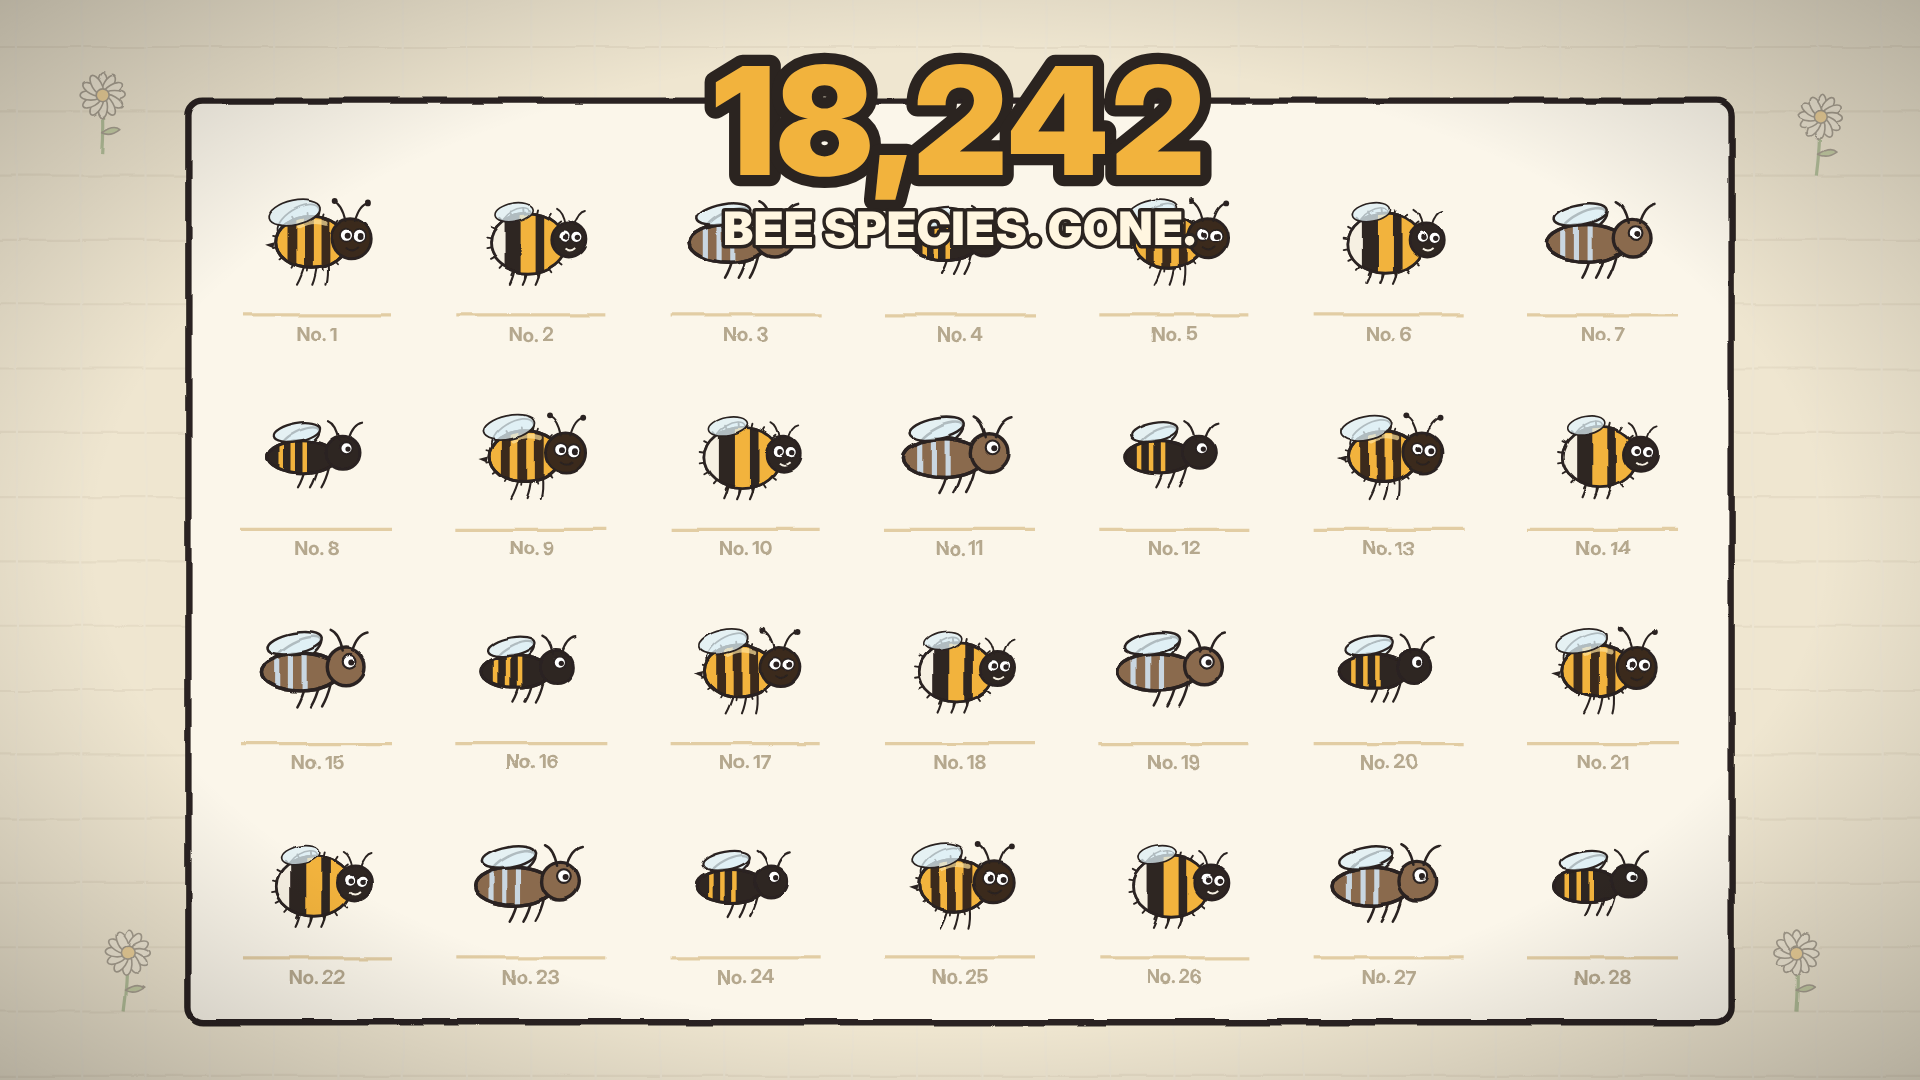 18,242
BEE SPECIES. GONE.
No. 1
No. 2
No. 3
No. 4
No. 5
No. 6
No. 7
No. 8
No. 9
No. 10
No. 11
No. 12
No. 13
No. 14
No. 15
No. 16
No. 17
No. 18
No. 19
No. 20
No. 21
No. 22
No. 23
No. 24
No. 25
No. 26
No. 27
No. 28